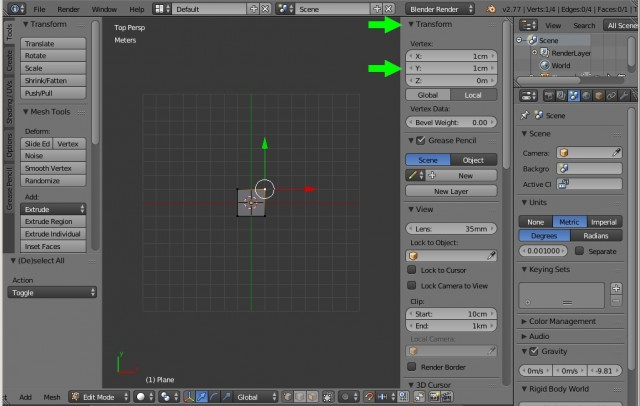 Default
Scene
Blender Render
v2.77 | Verts:1/4 | Edges:0/4 | Faces:0/1 |
Tools
Create
Shading / UVs
Options
Grease Pencil
Transform
Translate
Rotate
Scale
Shrink/Fatten
Push/Pull
Mesh Tools
Deform:
Slide Ed Vertex
Noise
Smooth Vertex
Randomize
Add:
Extrude
Extrude Region
Extrude Individual
Inset Faces
(De)select All
Action
Toggle
Top Persp
Meters
(1) Plane
Transform
Vertex:
X: 1cm
Y: 1cm
Z: 0m
Global Local
Vertex Data:
Bevel Weight: 0.00
Grease Pencil
Scene Object
New
New Layer
View
Lens: 35mm
Lock to Object:
Lock to Cursor
Lock Camera to View
Clip:
Start: 10cm
End: 1km
Local Camera:
Render Border
3D Cursor
View Search All Scen
Scene
RenderLayer
World
Scene
Scene
Camera:
Backgro
Active Cl
Units
None Metric Imperial
Degrees Radians
0.001000 Separate
Keying Sets
Color Management
Audio
Gravity
0m/s 0m/s -9.81
Rigid Body World
Add Mesh Edit Mode Global